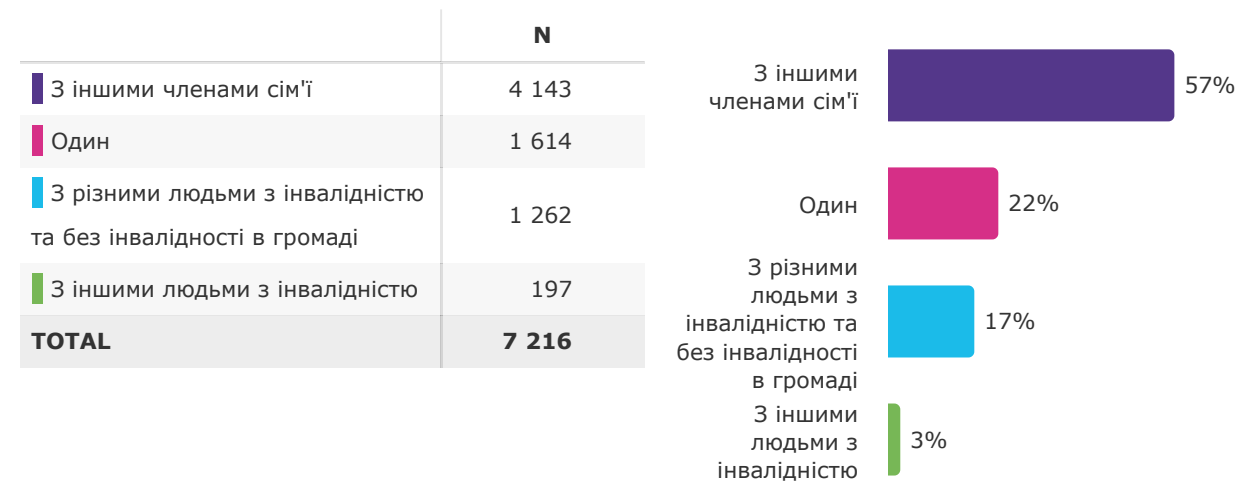 N
З іншими членами сім'ї 4 143
Один 1 614
З різними людьми з інвалідністю
та без інвалідності в громаді
1 262
З іншими людьми з інвалідністю 197
TOTAL 7 216
З іншими
членами сім'ї
57%
Один 22%
З різними
людьми з
інвалідністю та
без інвалідності
в громаді
17%
З іншими
людьми з
інвалідністю
3%